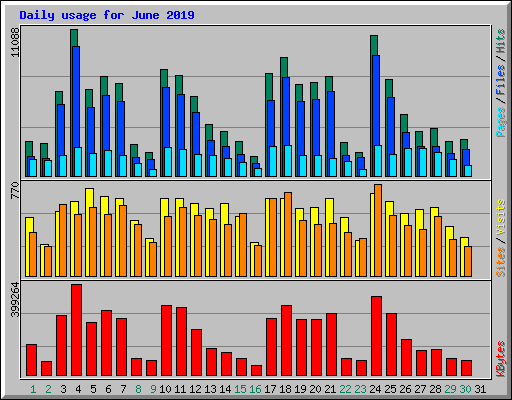 Daily usage for June 2019
11088
Pages / Files / Hits
770
Sites / Visits
399264
KBytes
1 2 3 4 5 6 7 8 9 10 11 12 13 14 15 16 17 18 19 20 21 22 23 24 25 26 27 28 29 30 31